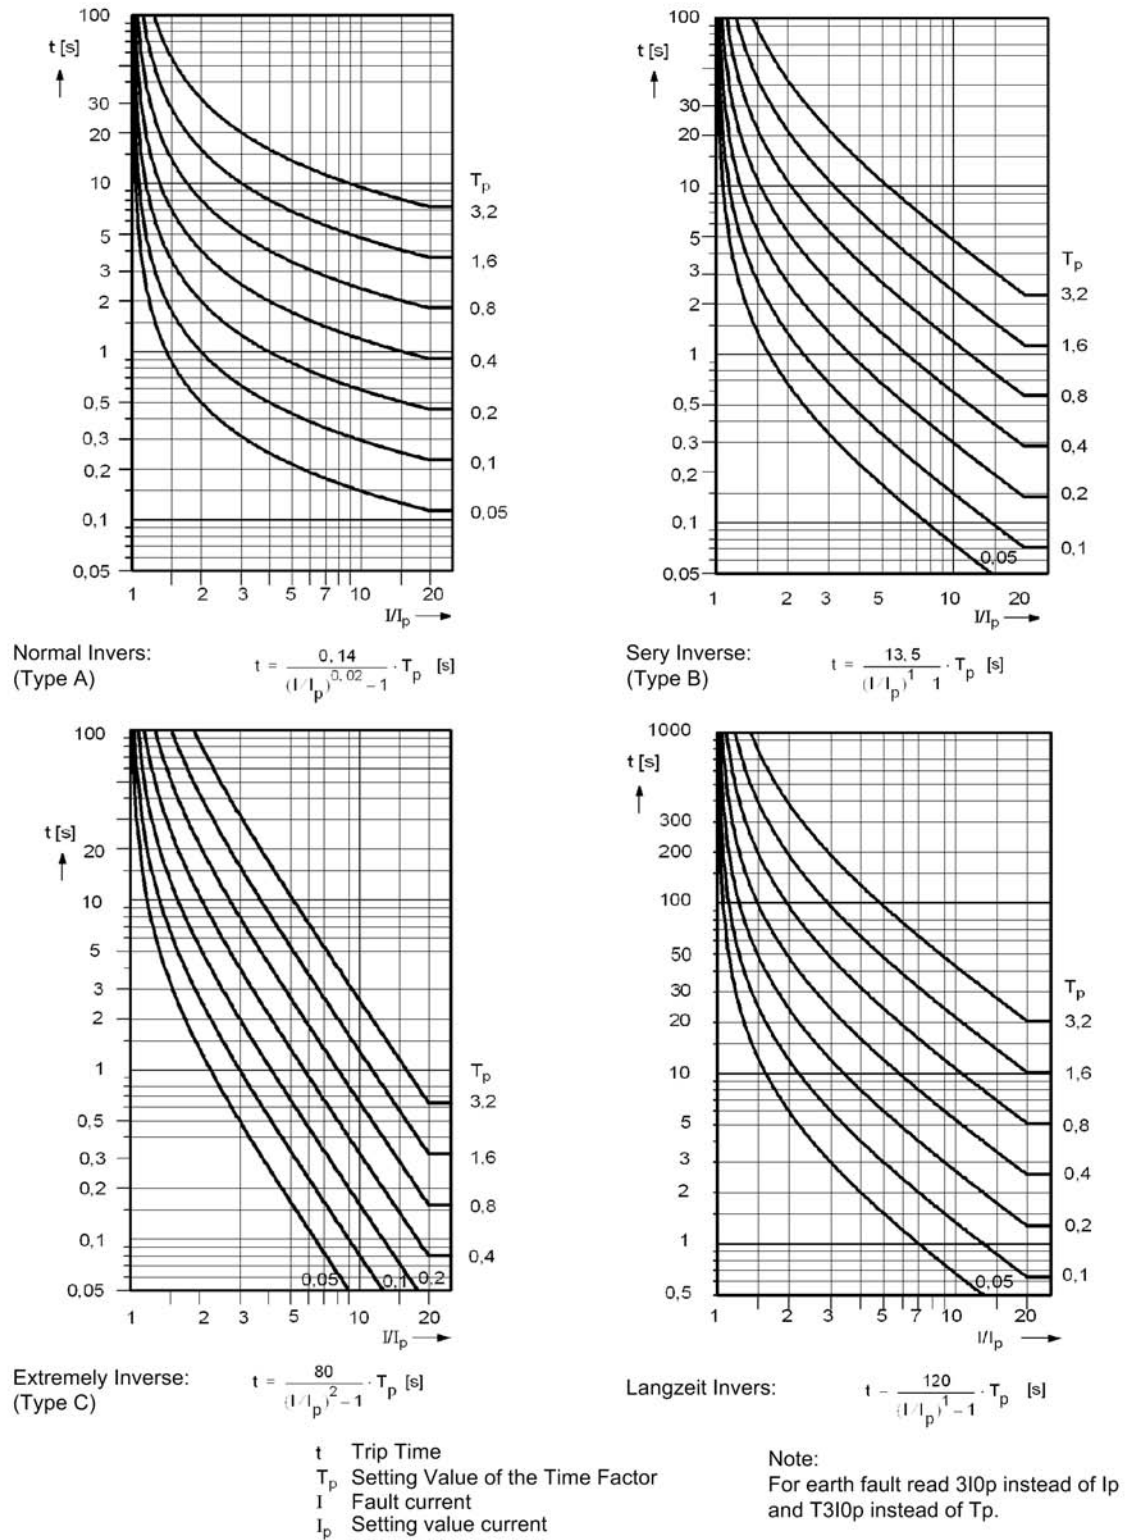 100
t [s]
30
20
10
5
3
2
1
0,5
0,3
0,2
0,1
0,05
Tp
3,2
1,6
0,8
0,4
0,2
0,1
0,05
1 2 3 5 7 10 20
I/Ip
Normal Invers:
(Type A)
t = 0,14 / (I/Ip)^0,02 -1 · Tp [s]
100
t [s]
30
20
10
5
3
2
1
0,5
0,3
0,2
0,1
0,05
Tp
3,2
1,6
0,8
0,4
0,2
0,1
0,05
1 2 3 5 10 20
I/Ip
Sery Inverse:
(Type B)
t = 13,5 / (I/Ip)^1 1 · Tp [s]
100
t [s]
20
10
5
3
2
1
0,5
0,3
0,2
0,1
0,05
Tp
3,2
1,6
0,8
0,4
0,05 0,1 0,2
1 2 3 5 10 20
I/Ip
Extremely Inverse:
(Type C)
t = 80 / (I/Ip)^2 -1 · Tp [s]
1000
t [s]
300
200
100
50
30
20
10
5
3
2
1
0,5
Tp
3,2
1,6
0,8
0,4
0,2
0,1
0,05
1 2 3 5 7 10 20
I/Ip
Langzeit Invers:
t - 120 / (I/Ip)^1 -1 · Tp [s]
t Trip Time
Tp Setting Value of the Time Factor
I Fault current
Ip Setting value current
Note:
For earth fault read 3I0p instead of Ip
and T3I0p instead of Tp.